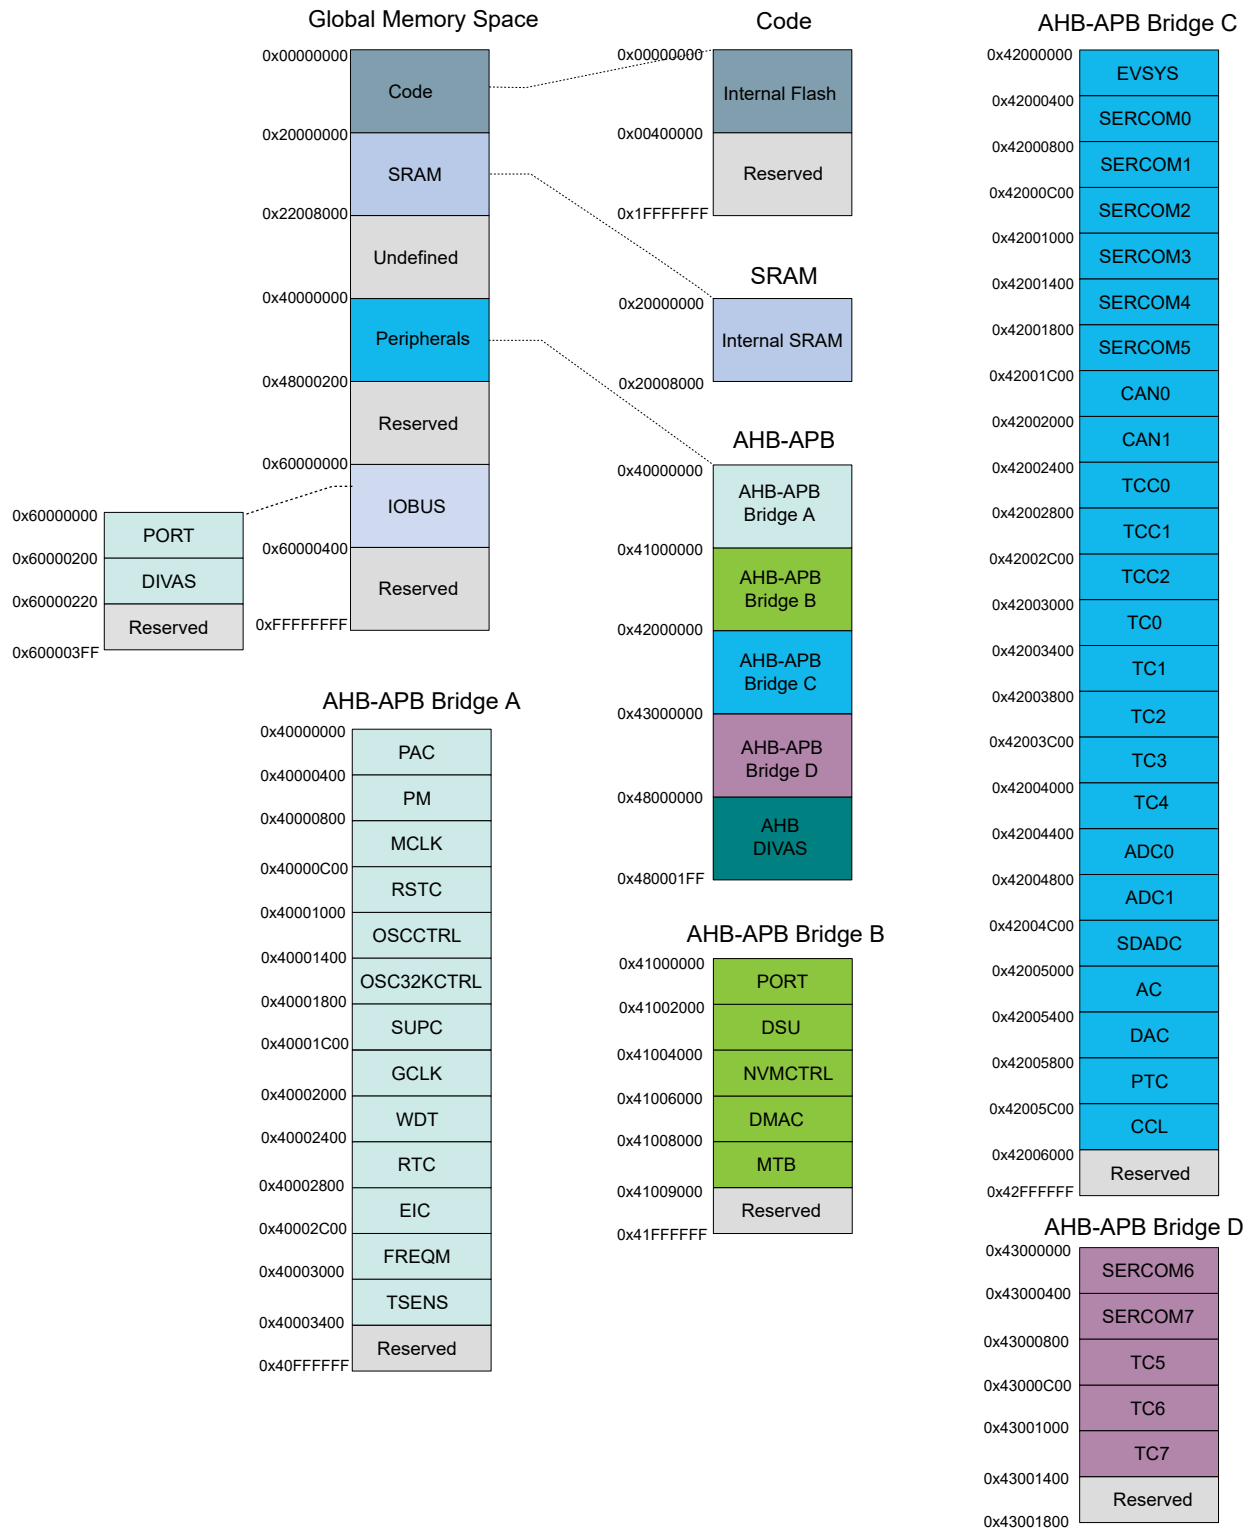 Global Memory Space
0x00000000
Code
0x20000000
SRAM
0x22008000
Undefined
0x40000000
Peripherals
0x48000200
Reserved
0x60000000
IOBUS
0x60000400
Reserved
0xFFFFFFFF
0x60000000
PORT
0x60000200
DIVAS
0x60000220
Reserved
0x600003FF
AHB-APB Bridge A
0x40000000
PAC
0x40000400
PM
0x40000800
MCLK
0x40000C00
RSTC
0x40001000
OSCCTRL
0x40001400
OSC32KCTRL
0x40001800
SUPC
0x40001C00
GCLK
0x40002000
WDT
0x40002400
RTC
0x40002800
EIC
0x40002C00
FREQM
0x40003000
TSENS
0x40003400
Reserved
0x40FFFFFF
Code
0x00000000
Internal Flash
0x00400000
Reserved
0x1FFFFFFF
SRAM
0x20000000
Internal SRAM
0x20008000
AHB-APB
0x40000000
AHB-APB
Bridge A
0x41000000
AHB-APB
Bridge B
0x42000000
AHB-APB
Bridge C
0x43000000
AHB-APB
Bridge D
0x48000000
AHB
DIVAS
0x480001FF
AHB-APB Bridge B
0x41000000
PORT
0x41002000
DSU
0x41004000
NVMCTRL
0x41006000
DMAC
0x41008000
MTB
0x41009000
Reserved
0x41FFFFFF
AHB-APB Bridge C
0x42000000
EVSYS
0x42000400
SERCOM0
0x42000800
SERCOM1
0x42000C00
SERCOM2
0x42001000
SERCOM3
0x42001400
SERCOM4
0x42001800
SERCOM5
0x42001C00
CAN0
0x42002000
CAN1
0x42002400
TCC0
0x42002800
TCC1
0x42002C00
TCC2
0x42003000
TC0
0x42003400
TC1
0x42003800
TC2
0x42003C00
TC3
0x42004000
TC4
0x42004400
ADC0
0x42004800
ADC1
0x42004C00
SDADC
0x42005000
AC
0x42005400
DAC
0x42005800
PTC
0x42005C00
CCL
0x42006000
Reserved
0x42FFFFFF
AHB-APB Bridge D
0x43000000
SERCOM6
0x43000400
SERCOM7
0x43000800
TC5
0x43000C00
TC6
0x43001000
TC7
0x43001400
Reserved
0x43001800